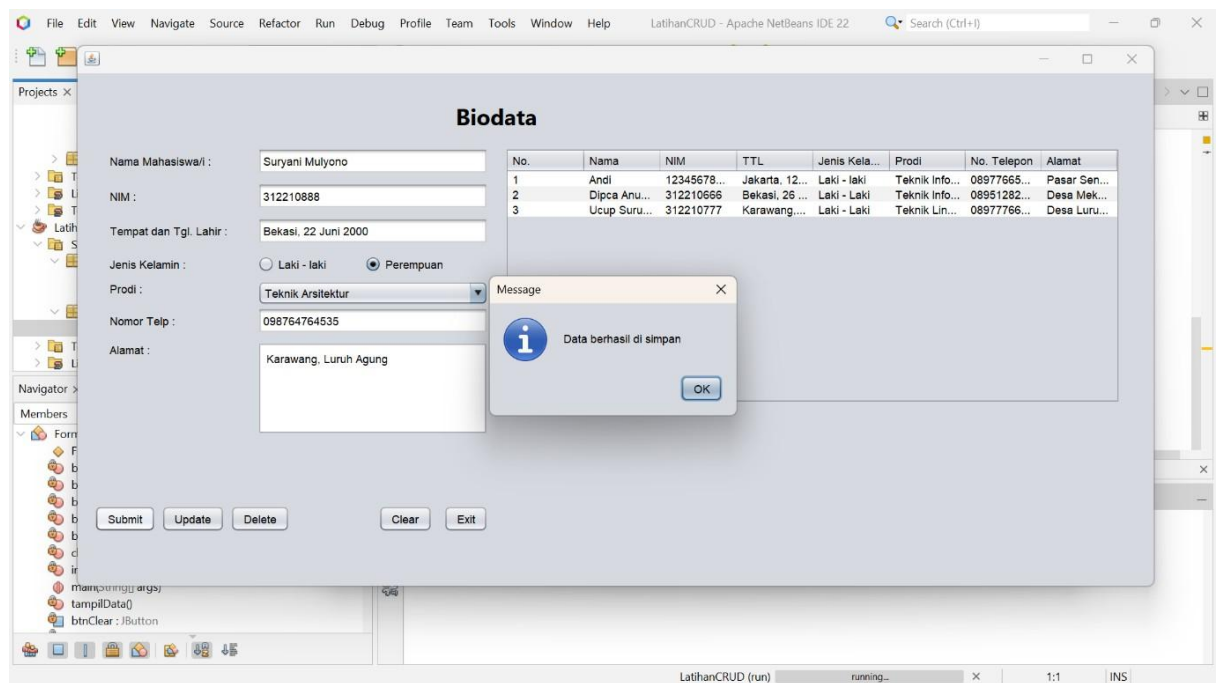 File Edit View Navigate Source Refactor Run Debug Profile Team Tools Window Help LatihanCRUD - Apache NetBeans IDE 22 Search (Ctrl+I)
Projects
Biodata
Nama Mahasiswa/i : Suryani Mulyono
NIM : 312210888
Tempat dan Tgl. Lahir : Bekasi, 22 Juni 2000
Jenis Kelamin : Laki - laki Perempuan
Prodi : Teknik Arsitektur
Nomor Telp : 098764764535
Alamat : Karawang, Luruh Agung
No. Nama NIM TTL Jenis Kela... Prodi No. Telepon Alamat
1 Andi 12345678... Jakarta, 12... Laki - laki Teknik Info... 08977665... Pasar Sen...
2 Dipca Anu... 312210666 Bekasi, 26 ... Laki - Laki Teknik Info... 08951282... Desa Mek...
3 Ucup Suru... 312210777 Karawang,... Laki - Laki Teknik Lin... 08977766... Desa Luru...
Message
Data berhasil di simpan
OK
Submit Update Delete Clear Exit
Latih
Navigator
Members
Form
main(String[] args)
tampilData()
btnClear : JButton
LatihanCRUD (run) running... 1:1 INS